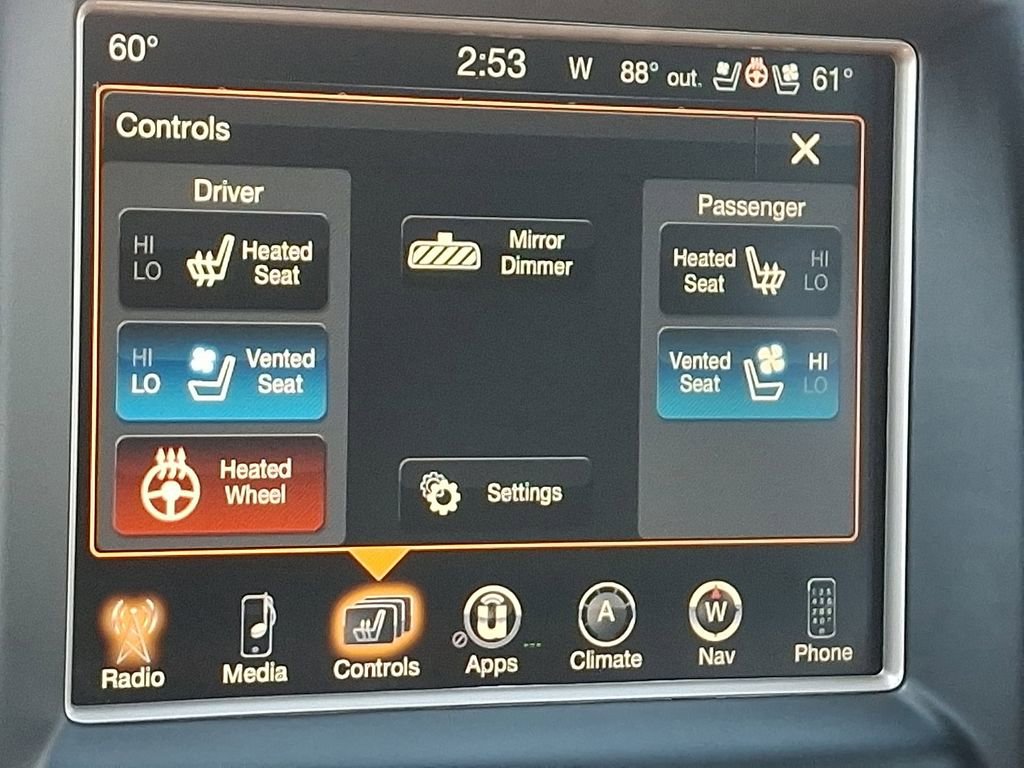 60°
2:53 W 88° out. 61°
Controls X
Driver
HI
LO
Heated
Seat
HI
LO
Vented
Seat
Heated
Wheel
Mirror
Dimmer
Settings
Passenger
Heated
Seat
HI
LO
Vented
Seat
HI
LO
Radio
Media
Controls
Apps
A
Climate
W
Nav
Phone